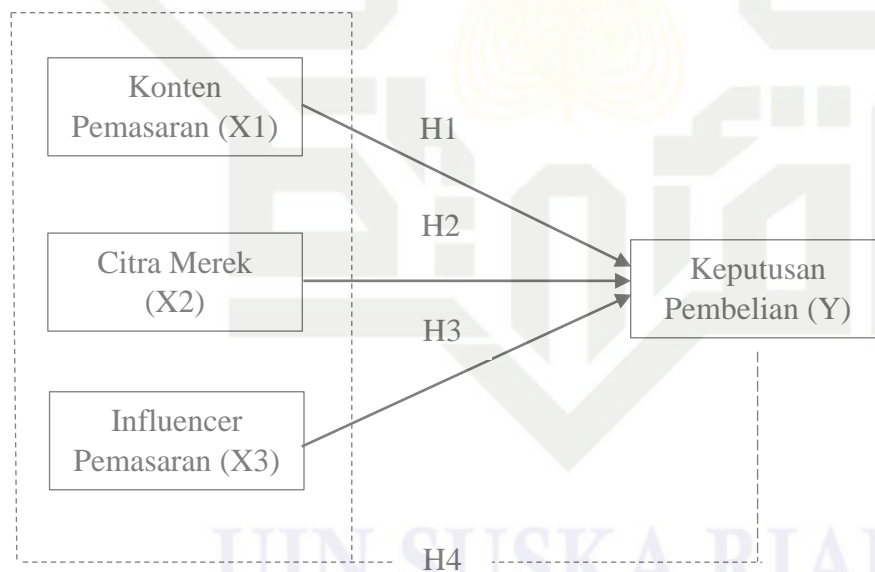 Konten
Pemasaran (X1)
H1
H2
Citra Merek
(X2)
Keputusan
Pembelian (Y)
H3
Influencer
Pemasaran (X3)
UIN SUSKA RIAU
H4